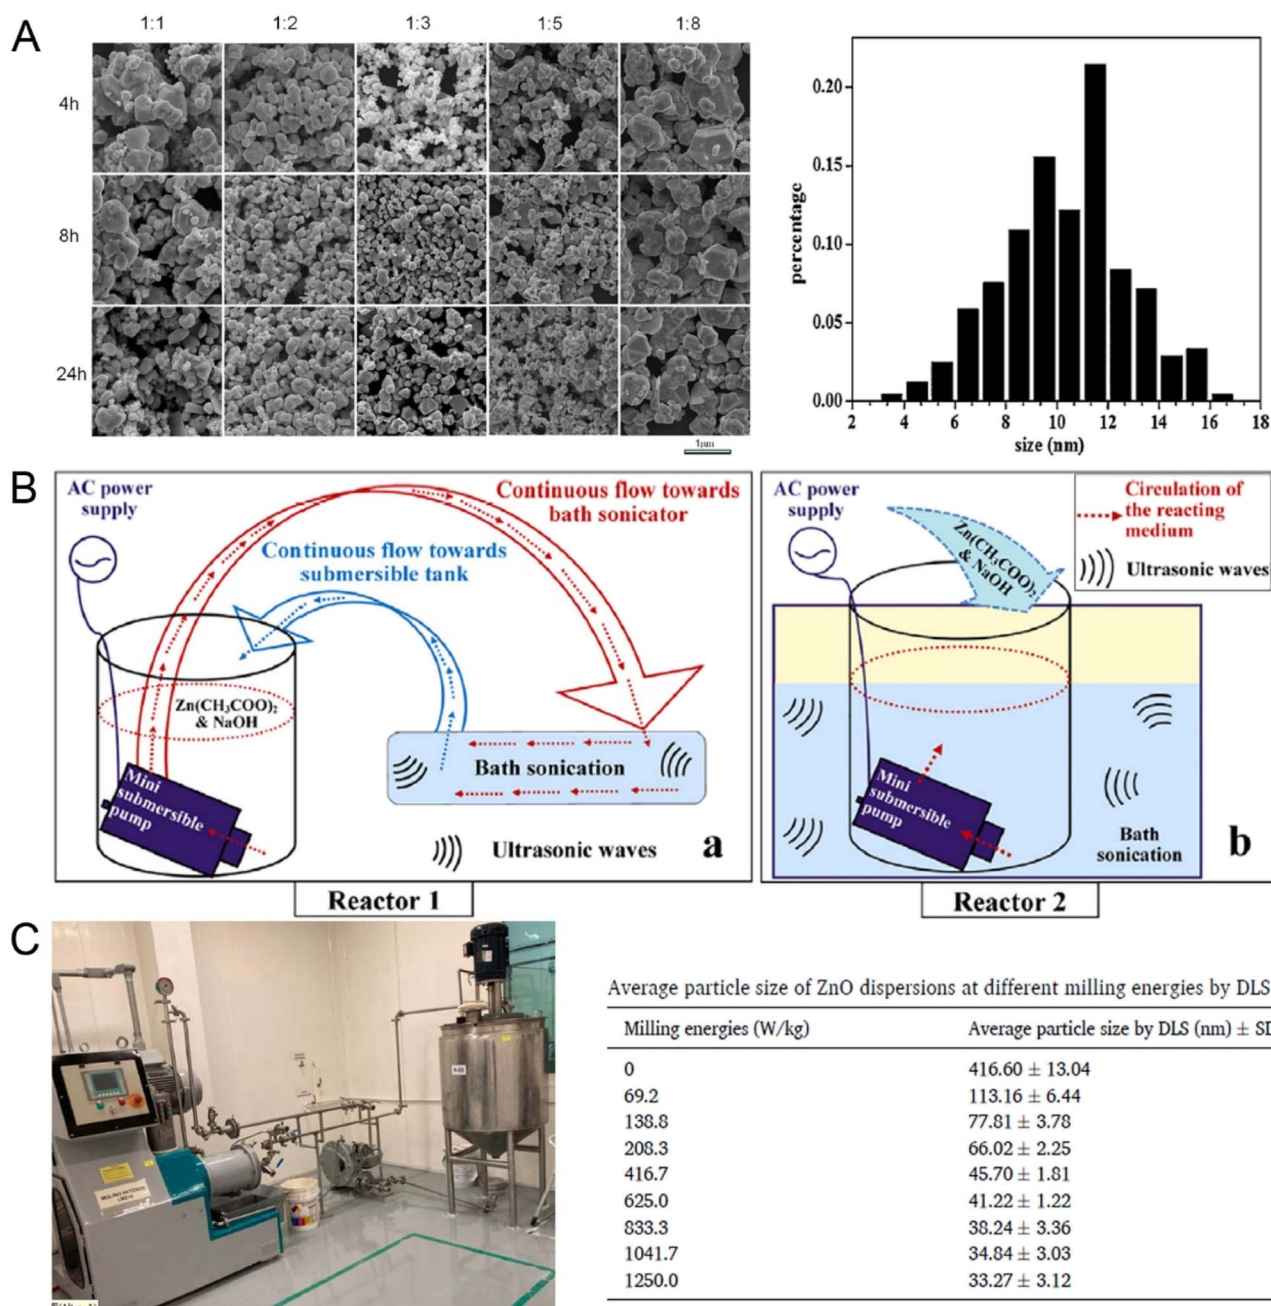 A
1:1 1:2 1:3 1:5 1:8
4h
8h
24h
1μm
percentage
0.20
0.15
0.10
0.05
0.00
2 4 6 8 10 12 14 16 18
size (nm)
B
AC power
supply
Continuous flow towards
bath sonicator
Continuous flow towards
submersible tank
Zn(CH₃COO)₂
& NaOH
Mini
submersible
pump
Bath sonication
Ultrasonic waves
a
Reactor 1
AC power
supply
Zn(CH₃COO)₂
& NaOH
Circulation of
the reacting
medium
Ultrasonic waves
Mini
submersible
pump
Bath
sonication
b
Reactor 2
C
Average particle size of ZnO dispersions at different milling energies by DLS
Milling energies (W/kg) Average particle size by DLS (nm) ± SD
0 416.60 ± 13.04
69.2 113.16 ± 6.44
138.8 77.81 ± 3.78
208.3 66.02 ± 2.25
416.7 45.70 ± 1.81
625.0 41.22 ± 1.22
833.3 38.24 ± 3.36
1041.7 34.84 ± 3.03
1250.0 33.27 ± 3.12